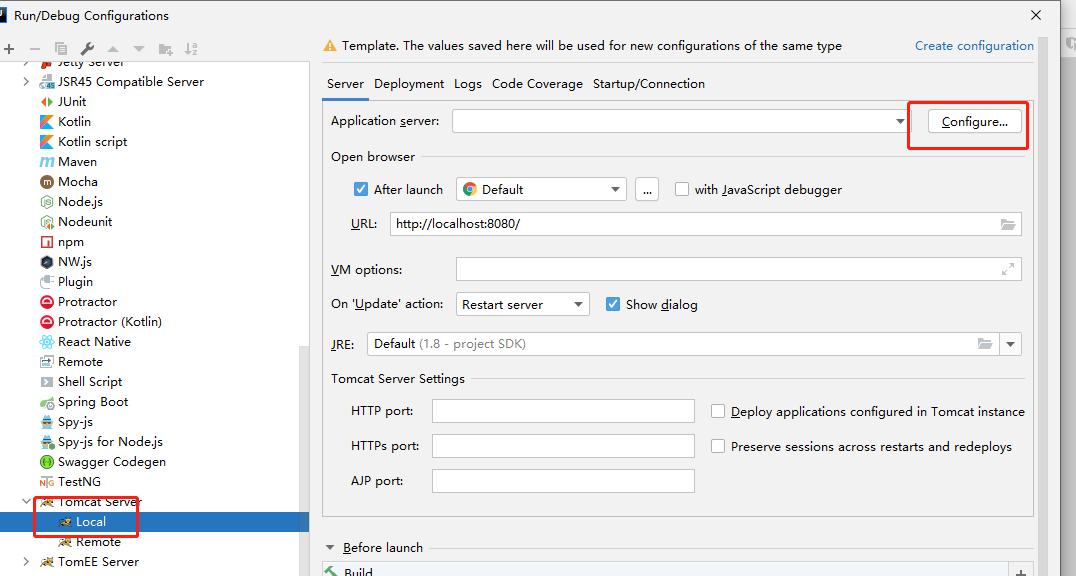 Run/Debug Configurations
Jetty Server
JSR45 Compatible Server
JUnit
Kotlin
Kotlin script
Maven
Mocha
Node.js
Nodeunit
npm
NW.js
Plugin
Protractor
Protractor (Kotlin)
React Native
Remote
Shell Script
Spring Boot
Spy-js
Spy-js for Node.js
Swagger Codegen
TestNG
Tomcat Server
Local
Remote
TomEE Server
Template. The values saved here will be used for new configurations of the same type Create configuration
Server Deployment Logs Code Coverage Startup/Connection
Application server: Configure...
Open browser
After launch Default ... with JavaScript debugger
URL: http://localhost:8080/
VM options:
On 'Update' action: Restart server Show dialog
JRE: Default (1.8 - project SDK)
Tomcat Server Settings
HTTP port: Deploy applications configured in Tomcat instance
HTTPs port: Preserve sessions across restarts and redeploys
AJP port:
Before launch
Build